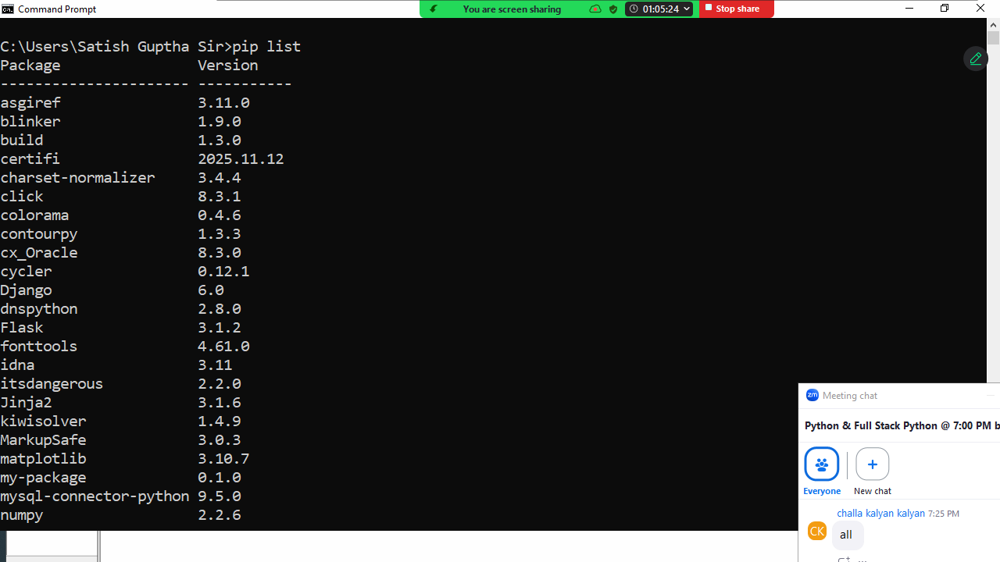 Command Prompt
You are screen sharing
01:05:24
Stop share
C:\Users\Satish Guptha Sir>pip list
Package Version
---------------------- -----------
asgiref 3.11.0
blinker 1.9.0
build 1.3.0
certifi 2025.11.12
charset-normalizer 3.4.4
click 8.3.1
colorama 0.4.6
contourpy 1.3.3
cx_Oracle 8.3.0
cycler 0.12.1
Django 6.0
dnspython 2.8.0
Flask 3.1.2
fonttools 4.61.0
idna 3.11
itsdangerous 2.2.0
Jinja2 3.1.6
kiwisolver 1.4.9
MarkupSafe 3.0.3
matplotlib 3.10.7
my-package 0.1.0
mysql-connector-python 9.5.0
numpy 2.2.6
zm Meeting chat
Python & Full Stack Python @ 7:00 PM b
Everyone New chat
challa kalyan kalyan 7:25 PM
CK all